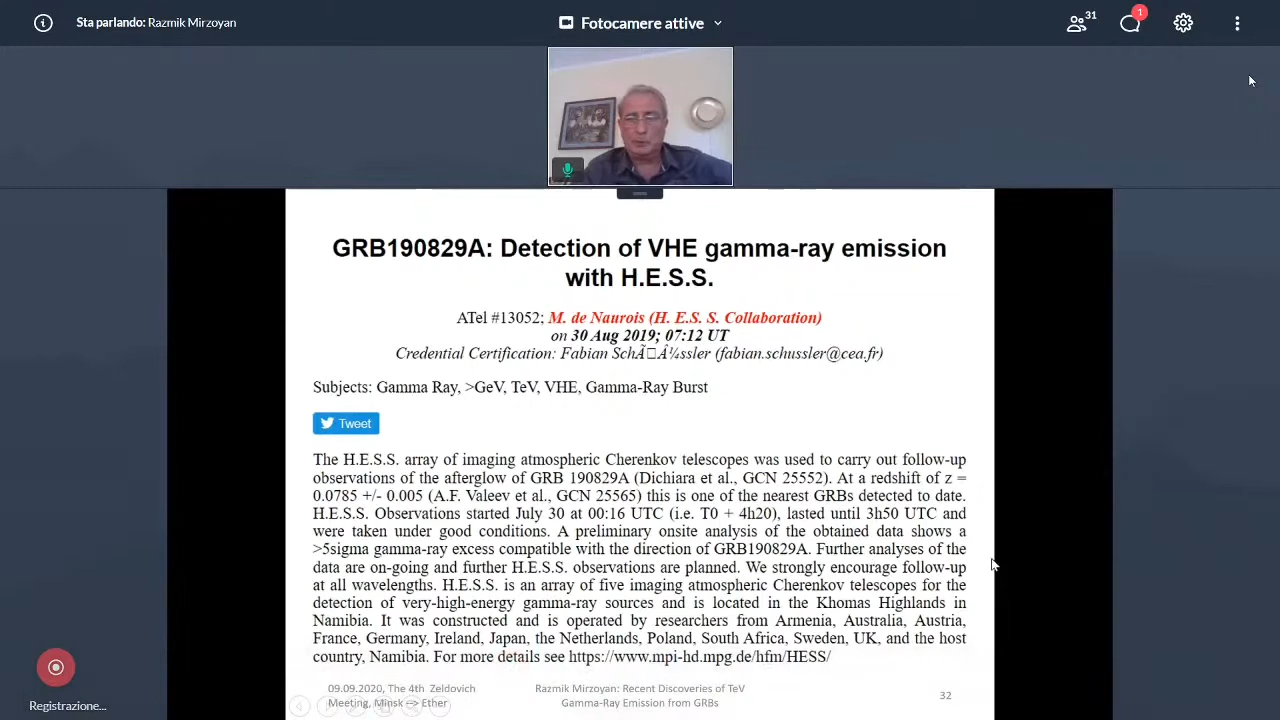 Sta parlando: Razmik Mirzoyan
Fotocamere attive
31
1
GRB190829A: Detection of VHE gamma-ray emission
with H.E.S.S.
ATel #13052; M. de Naurois (H. E.S. S. Collaboration)
on 30 Aug 2019; 07:12 UT
Credential Certification: Fabian SchÃ□Â¼ssler (fabian.schussler@cea.fr)
Subjects: Gamma Ray, >GeV, TeV, VHE, Gamma-Ray Burst
Tweet
The H.E.S.S. array of imaging atmospheric Cherenkov telescopes was used to carry out follow-up
observations of the afterglow of GRB 190829A (Dichiara et al., GCN 25552). At a redshift of z =
0.0785 +/- 0.005 (A.F. Valeev et al., GCN 25565) this is one of the nearest GRBs detected to date.
H.E.S.S. Observations started July 30 at 00:16 UTC (i.e. T0 + 4h20), lasted until 3h50 UTC and
were taken under good conditions. A preliminary onsite analysis of the obtained data shows a
>5sigma gamma-ray excess compatible with the direction of GRB190829A. Further analyses of the
data are on-going and further H.E.S.S. observations are planned. We strongly encourage follow-up
at all wavelengths. H.E.S.S. is an array of five imaging atmospheric Cherenkov telescopes for the
detection of very-high-energy gamma-ray sources and is located in the Khomas Highlands in
Namibia. It was constructed and is operated by researchers from Armenia, Australia, Austria,
France, Germany, Ireland, Japan, the Netherlands, Poland, South Africa, Sweden, UK, and the host
country, Namibia. For more details see https://www.mpi-hd.mpg.de/hfm/HESS/
09.09.2020, The 4th Zeldovich
Meeting, Minsk --> Ether
Razmik Mirzoyan: Recent Discoveries of TeV
Gamma-Ray Emission from GRBs
32
Registrazione...